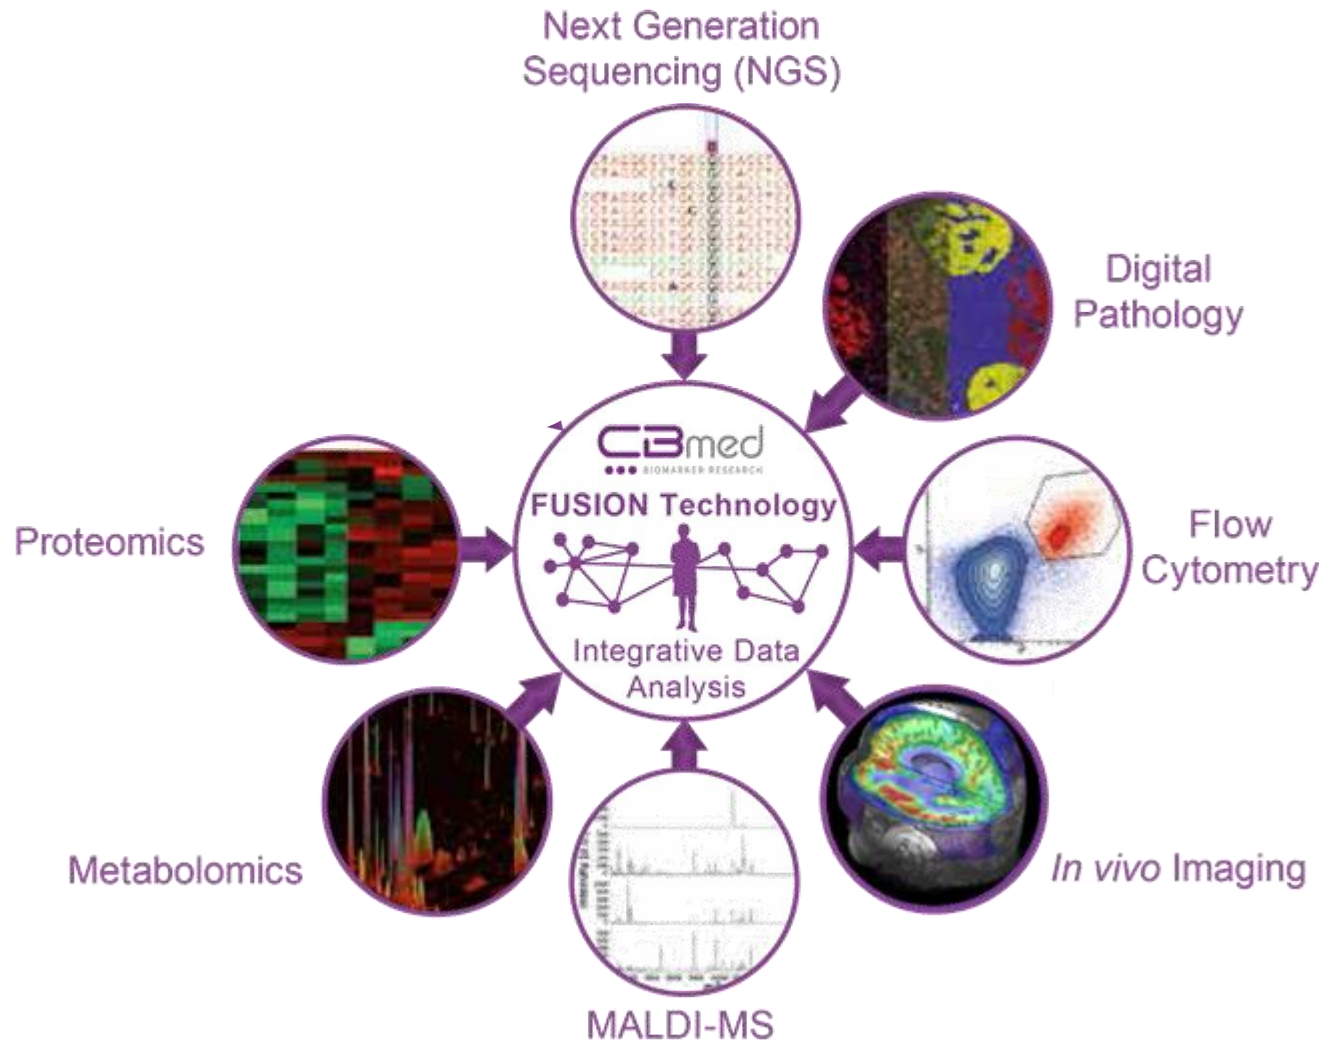 Next Generation
Sequencing (NGS)
Digital
Pathology
CBmed
BIOMARKER RESEARCH
FUSION Technology
Proteomics
Flow
Cytometry
Integrative Data
Analysis
Metabolomics
In vivo Imaging
MALDI-MS